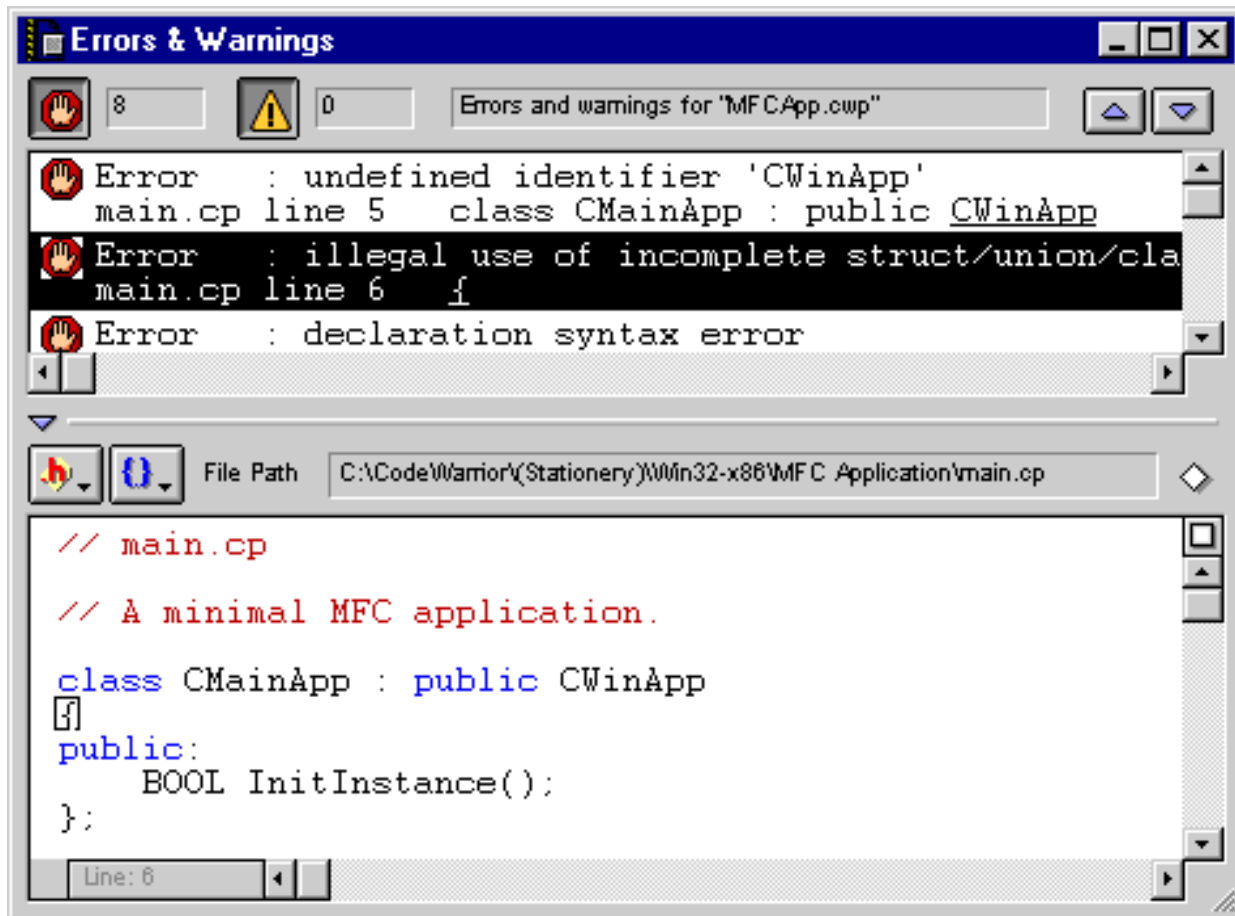 Errors & Warnings
8
0
Errors and warnings for "MFCApp.cwp"
Error : undefined identifier 'CWinApp'
main.cp line 5 class CMainApp : public CWinApp
Error : illegal use of incomplete struct/union/cla
main.cp line 6 {
Error : declaration syntax error
.h
{}
File Path
C:\CodeWarrior\(Stationery)\Win32-x86\MFC Application\main.cp
// main.cp
// A minimal MFC application.
class CMainApp : public CWinApp
{
public:
BOOL InitInstance();
};
Line: 6